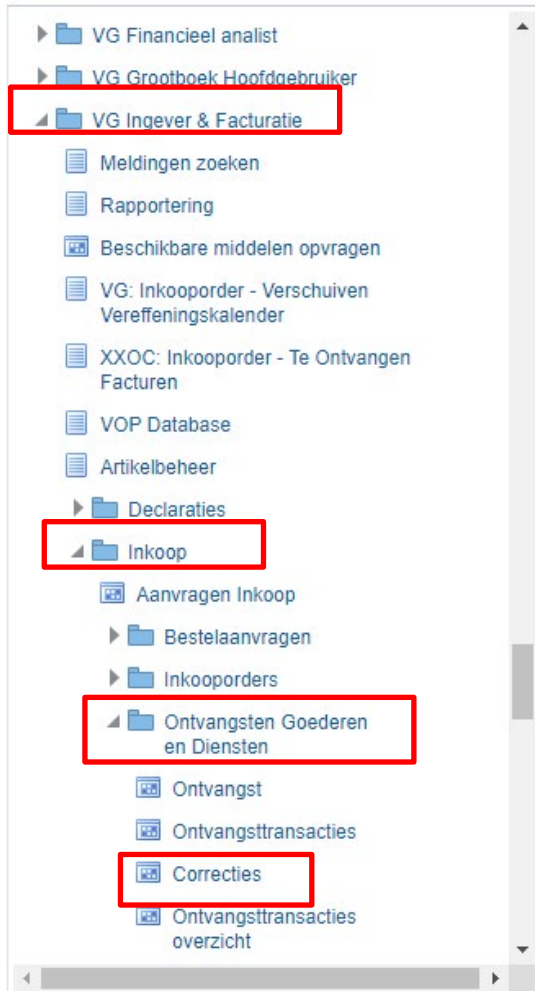 VG Financieel analist
VG Grootboek Hoofdgebruiker
VG Ingever & Facturatie
Meldingen zoeken
Rapportering
Beschikbare middelen opvragen
VG: Inkooporder - Verschuiven
Vereffeningskalender
XXOC: Inkooporder - Te Ontvangen
Facturen
VOP Database
Artikelbeheer
Declaraties
Inkoop
Aanvragen Inkoop
Bestelaanvragen
Inkooporders
Ontvangsten Goederen
en Diensten
Ontvangst
Ontvangsttransacties
Correcties
Ontvangsttransacties
overzicht